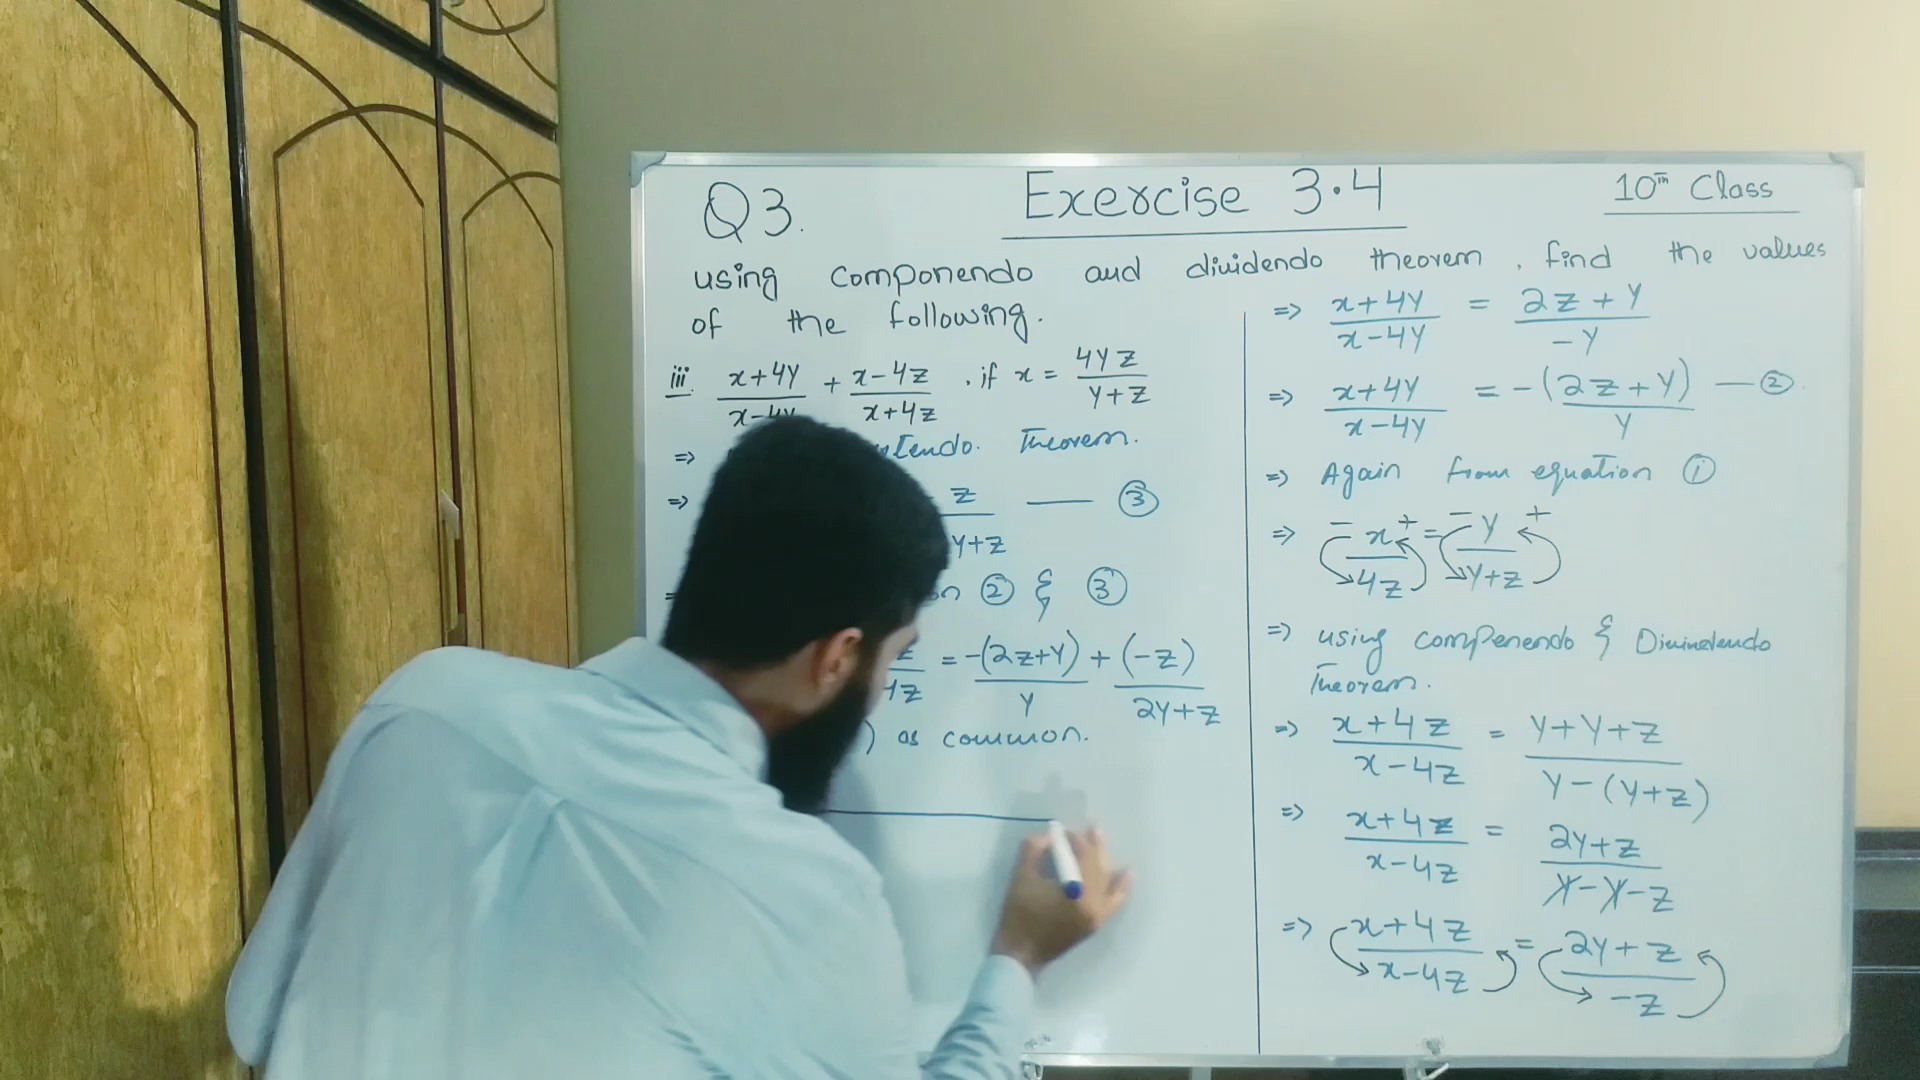 Q3. Exercise 3.4 10th Class
using componendo and dividendo theorem, find the values
of the following.
iii x+4y/x-4y + x-4z/x+4z , if x = 4yz/y+z
=> Theorem.
=> z/y+z —— ③
② & ③
= -(2z+y)/y + (-z)/2y+z
) as common.
=> x+4y/x-4y = 2z+y/-y
=> x+4y/x-4y = -(2z+y)/y — ②
=> Again from equation ①
=> - x + / 4z = - y + / y+z
=> using compenendo & Divindendo
Theorem.
=> x+4z/x-4z = y+y+z/y-(y+z)
=> x+4z/x-4z = 2y+z/y-y-z
=> x+4z/x-4z = 2y+z/-z